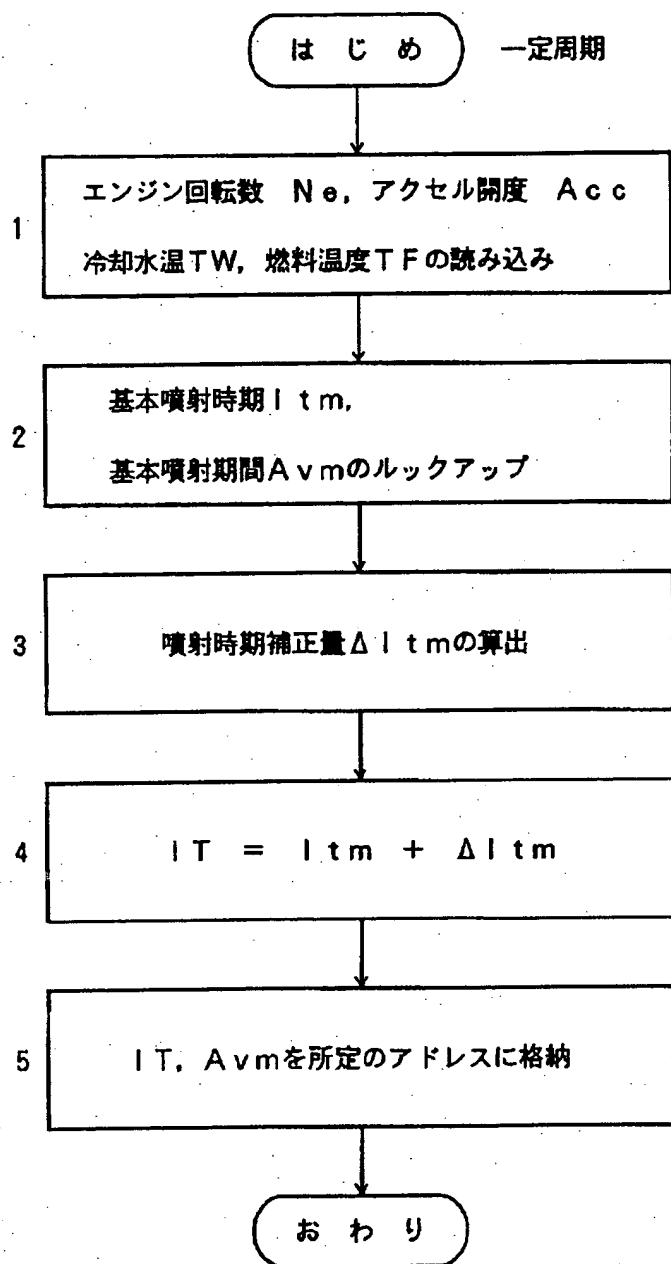 はじめ 一定周期
1
エンジン回転数 Ne, アクセル開度 Acc
冷却水温TW, 燃料温度TFの読み込み
2
基本噴射時期Itm,
基本噴射期間Avmのルックアップ
3
噴射時期補正量ΔItmの算出
4
IT = Itm + ΔItm
5
IT, Avmを所定のアドレスに格納
おわり